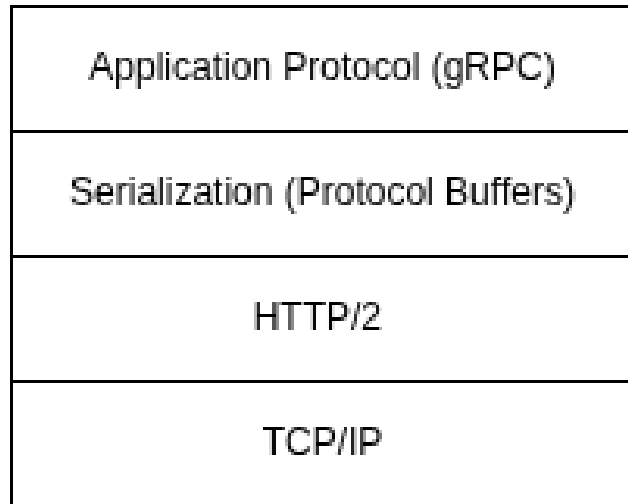 Application Protocol (gRPC)
Serialization (Protocol Buffers)
HTTP/2
TCP/IP